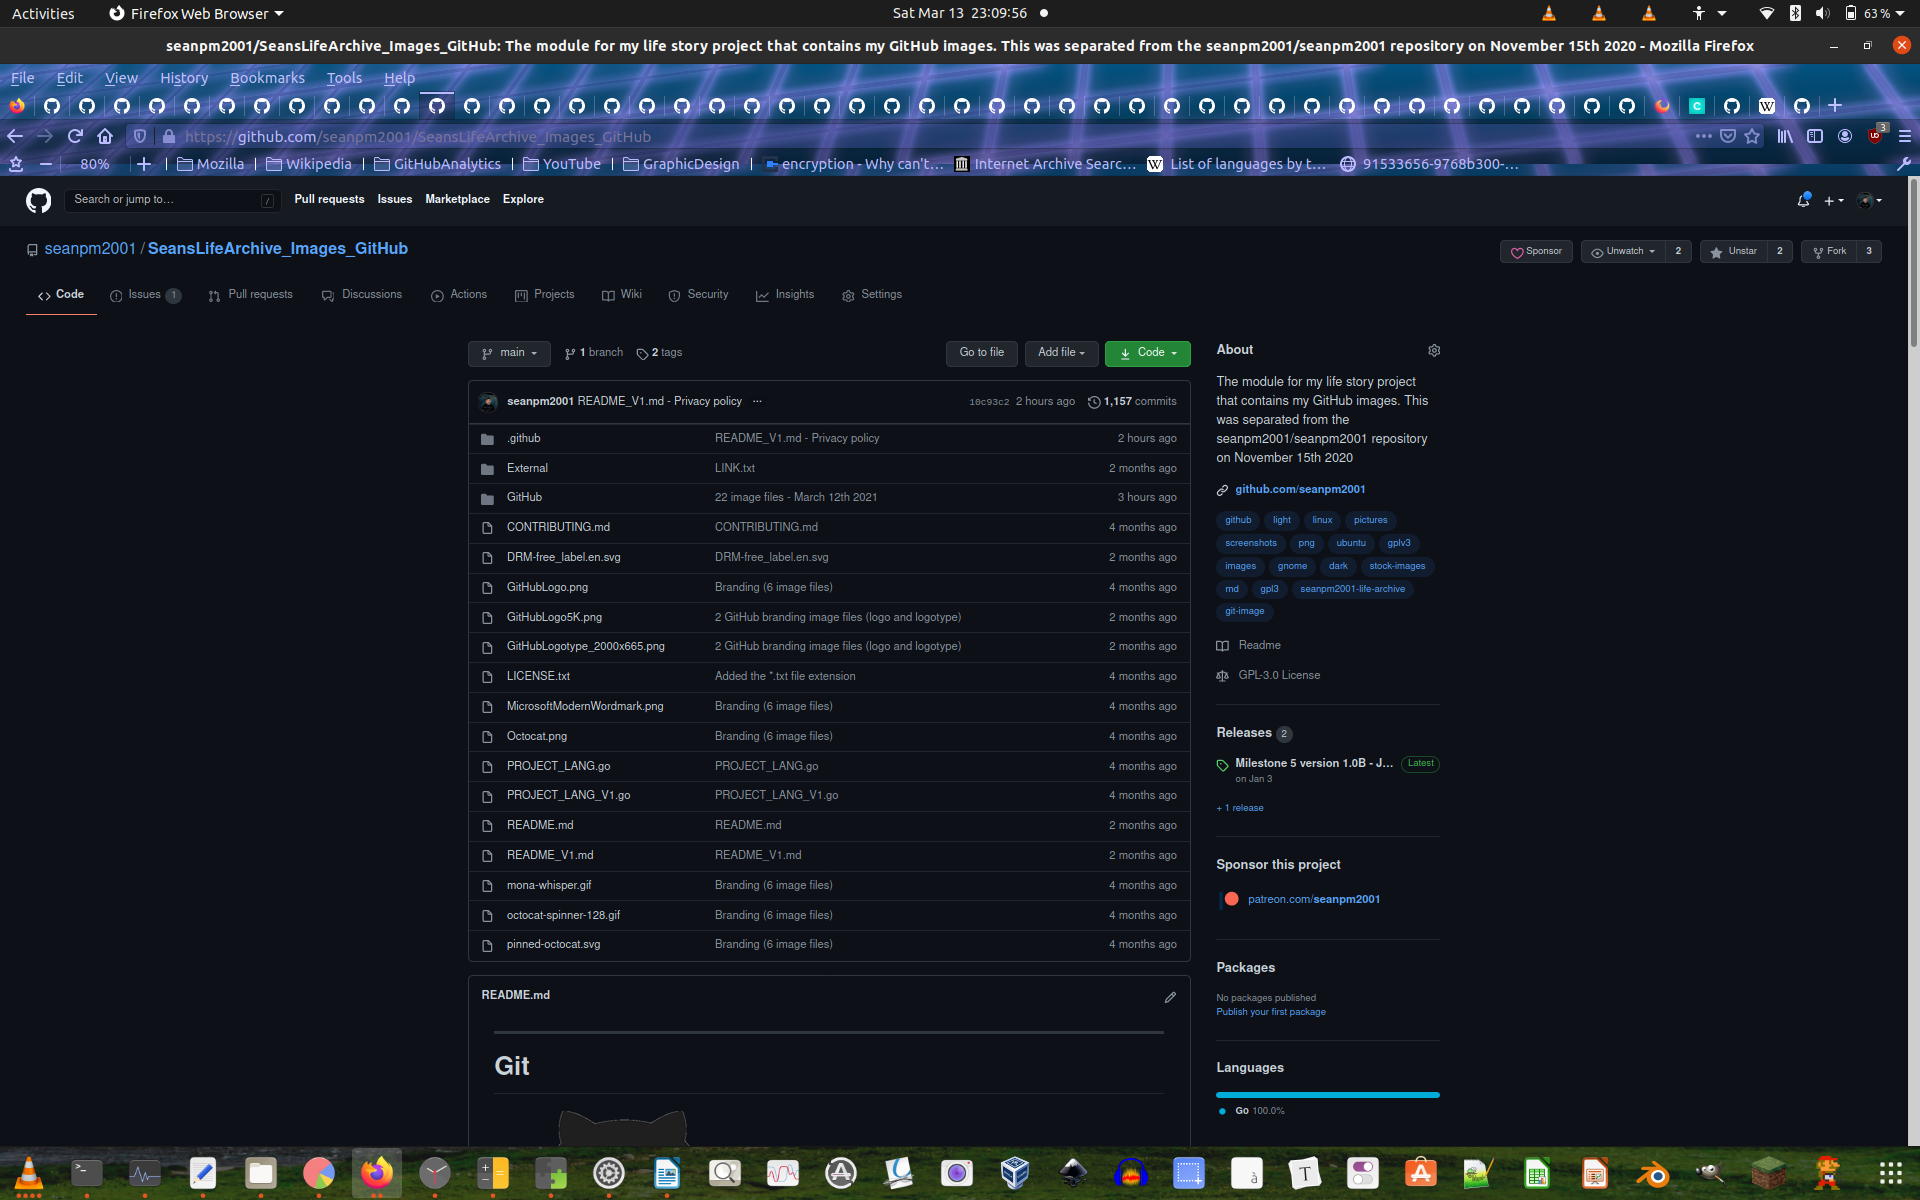 Activities Firefox Web Browser Sat Mar 13 23:09:56 63 %
seanpm2001/SeansLifeArchive_Images_GitHub: The module for my life story project that contains my GitHub images. This was separated from the seanpm2001/seanpm2001 repository on November 15th 2020 - Mozilla Firefox
File Edit View History Bookmarks Tools Help
https://github.com/seanpm2001/SeansLifeArchive_Images_GitHub 3
80% Mozilla Wikipedia GitHubAnalytics YouTube GraphicDesign encryption - Why can't… Internet Archive Searc… List of languages by t… 91533656-9768b300-…
Search or jump to… / Pull requests Issues Marketplace Explore
seanpm2001 / SeansLifeArchive_Images_GitHub Sponsor Unwatch 2 Unstar 2 Fork 3
Code Issues 1 Pull requests Discussions Actions Projects Wiki Security Insights Settings
main 1 branch 2 tags Go to file Add file Code
seanpm2001 README_V1.md - Privacy policy ··· 10c93c2 2 hours ago 1,157 commits
.github README_V1.md - Privacy policy 2 hours ago
External LINK.txt 2 months ago
GitHub 22 image files - March 12th 2021 3 hours ago
CONTRIBUTING.md CONTRIBUTING.md 4 months ago
DRM-free_label.en.svg DRM-free_label.en.svg 2 months ago
GitHubLogo.png Branding (6 image files) 4 months ago
GitHubLogo5K.png 2 GitHub branding image files (logo and logotype) 2 months ago
GitHubLogotype_2000x665.png 2 GitHub branding image files (logo and logotype) 2 months ago
LICENSE.txt Added the *.txt file extension 4 months ago
MicrosoftModernWordmark.png Branding (6 image files) 4 months ago
Octocat.png Branding (6 image files) 4 months ago
PROJECT_LANG.go PROJECT_LANG.go 4 months ago
PROJECT_LANG_V1.go PROJECT_LANG_V1.go 4 months ago
README.md README.md 2 months ago
README_V1.md README_V1.md 2 months ago
mona-whisper.gif Branding (6 image files) 4 months ago
octocat-spinner-128.gif Branding (6 image files) 4 months ago
pinned-octocat.svg Branding (6 image files) 4 months ago
README.md
Git
About
The module for my life story project
that contains my GitHub images. This
was separated from the
seanpm2001/seanpm2001 repository
on November 15th 2020
github.com/seanpm2001
github light linux pictures
screenshots png ubuntu gplv3
images gnome dark stock-images
md gpl3 seanpm2001-life-archive
git-image
Readme
GPL-3.0 License
Releases 2
Milestone 5 version 1.0B - J… Latest
on Jan 3
+ 1 release
Sponsor this project
patreon.com/seanpm2001
Packages
No packages published
Publish your first package
Languages
Go 100.0%